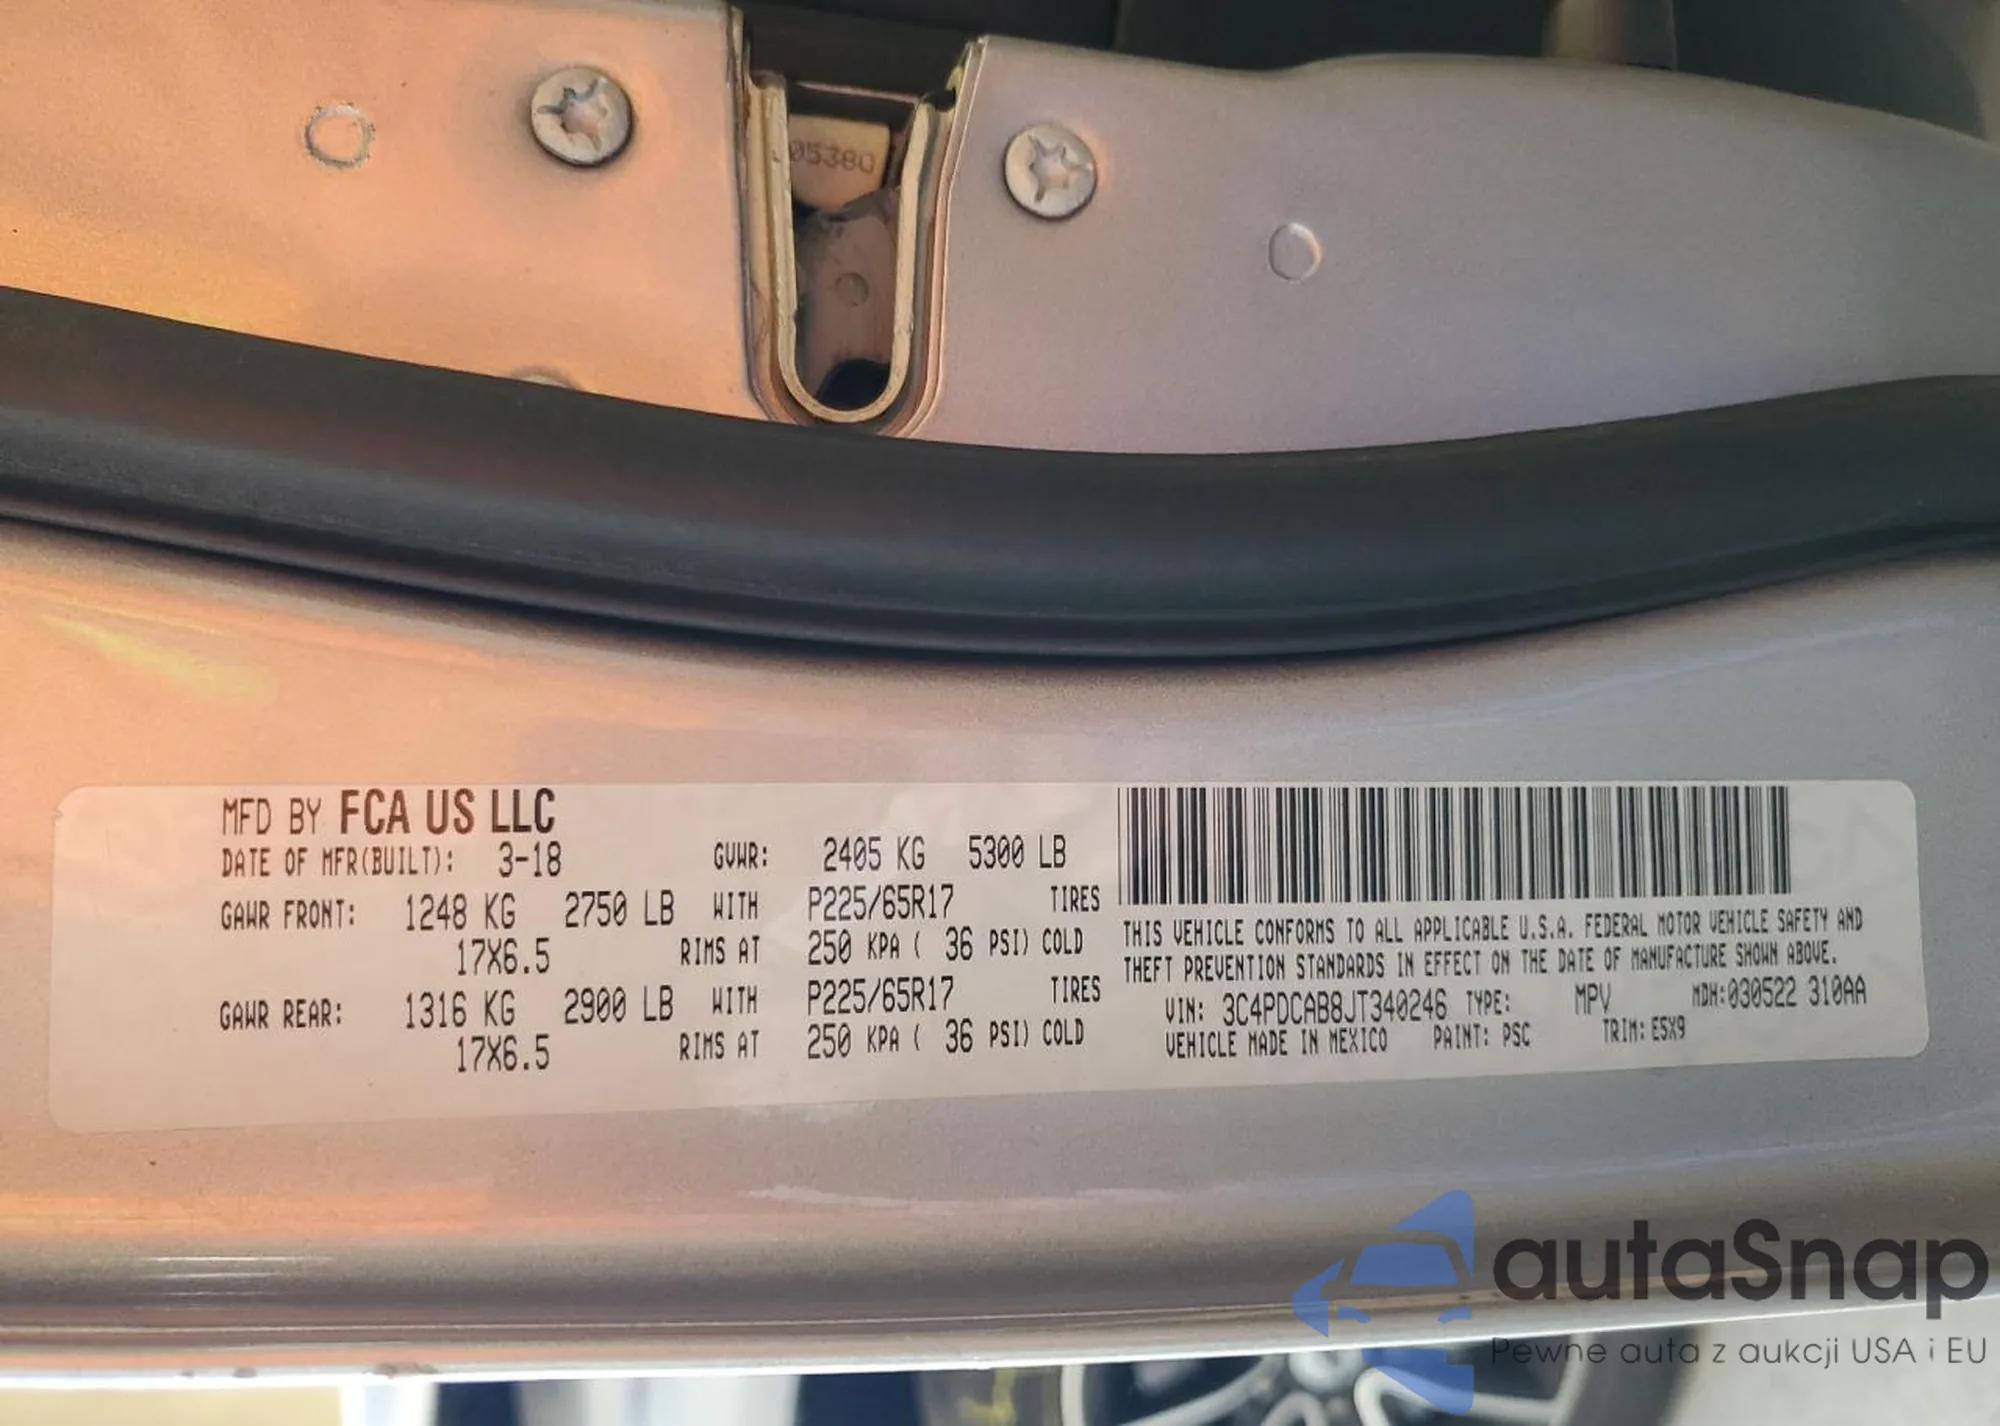 05380
MFD BY FCA US LLC
DATE OF MFR(BUILT): 3-18 GVWR: 2405 KG 5300 LB
GAWR FRONT: 1248 KG 2750 LB WITH P225/65R17 TIRES
17X6.5 RIMS AT 250 KPA ( 36 PSI) COLD
GAWR REAR: 1316 KG 2900 LB WITH P225/65R17 TIRES
17X6.5 RIMS AT 250 KPA ( 36 PSI) COLD
THIS VEHICLE CONFORMS TO ALL APPLICABLE U.S.A. FEDERAL MOTOR VEHICLE SAFETY AND
THEFT PREVENTION STANDARDS IN EFFECT ON THE DATE OF MANUFACTURE SHOWN ABOVE.
VIN: 3C4PDCAB8JT340246 TYPE: MPV MDH:030522 310AA
VEHICLE MADE IN MEXICO PAINT: PSC TRIM: E5X9
autaSnap
Pewne auta z aukcji USA i EU